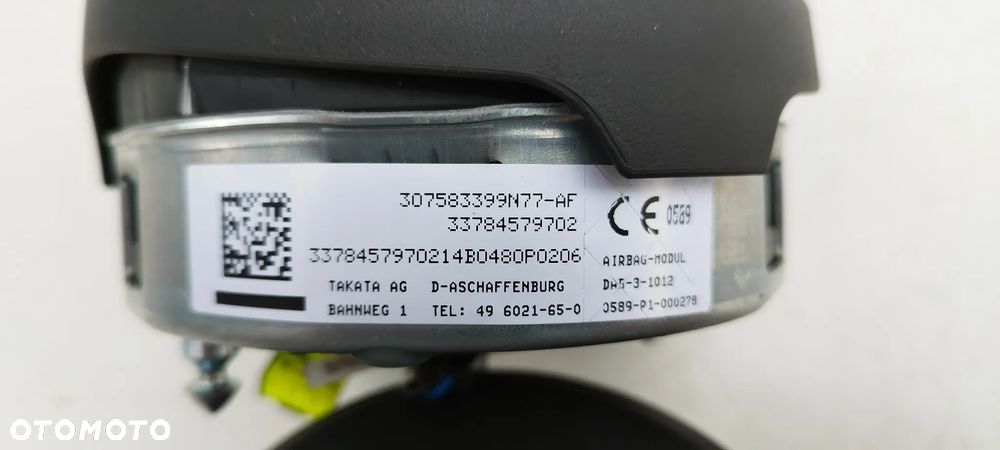 307583399N77-AF
33784579702
3378457970214B0480P0206
TAKATA AG D-ASCHAFFENBURG
BAHNWEG 1 TEL: 49 6021-65-0
CE 0589
AIRBAG-MODUL
DA5-3-1012
0589-P1-000278
OTOMOTO